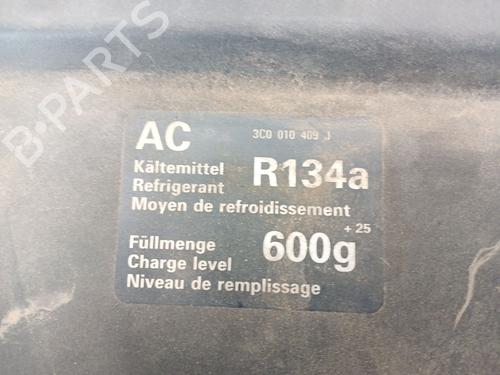 B-PARTS
AC 3C0 010 409 J
Kältemittel
Refrigerant R134a
Moyen de refroidissement
Füllmenge
Charge level 600g +25
Niveau de remplissage